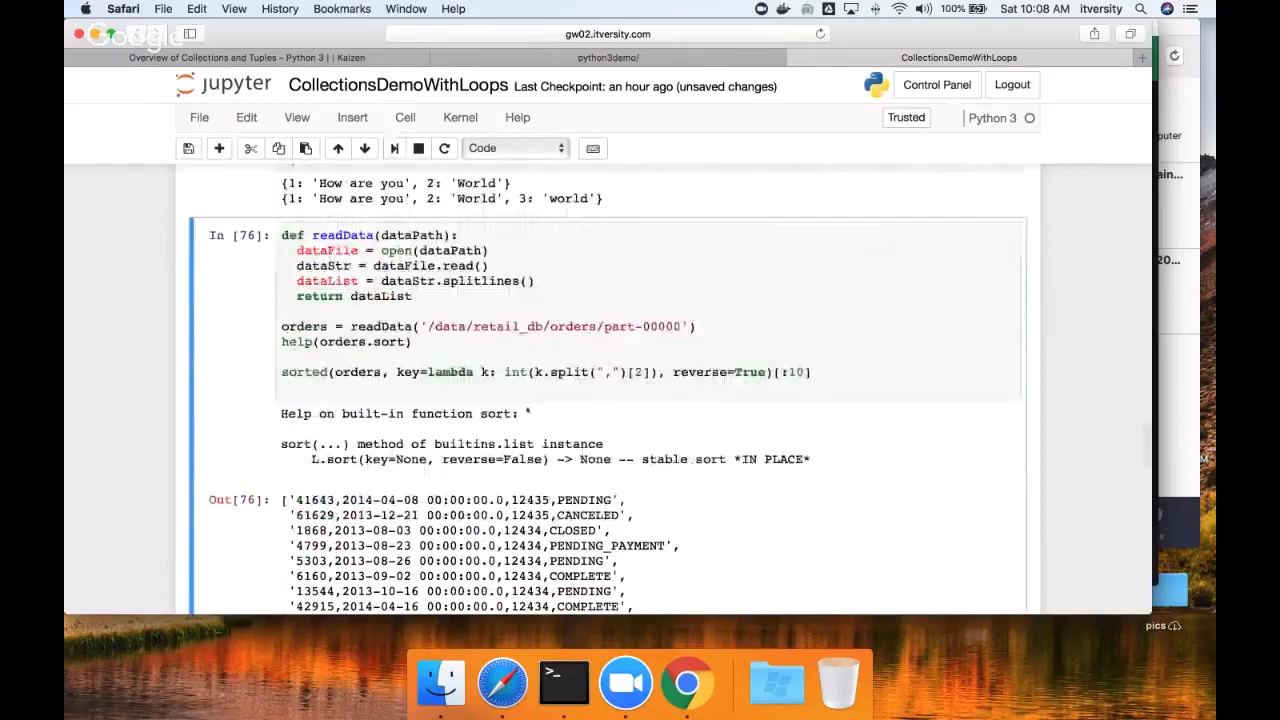 Safari File Edit View History Bookmarks Window Help 100% Sat 10:08 AM itversity
Google
gw02.itversity.com
Overview of Collections and Tuples – Python 3 | Kaizen python3demo/ CollectionsDemoWithLoops
jupyter CollectionsDemoWithLoops Last Checkpoint: an hour ago (unsaved changes) Control Panel Logout
File Edit View Insert Cell Kernel Help Trusted Python 3
Code
{1: 'How are you', 2: 'World'}
{1: 'How are you', 2: 'World', 3: 'world'}
In [76]: def readData(dataPath):
dataFile = open(dataPath)
dataStr = dataFile.read()
dataList = dataStr.splitlines()
return dataList
orders = readData('/data/retail_db/orders/part-00000')
help(orders.sort)
sorted(orders, key=lambda k: int(k.split(",")[2]), reverse=True)[:10]
Help on built-in function sort:
sort(...) method of builtins.list instance
L.sort(key=None, reverse=False) -> None -- stable sort *IN PLACE*
Out[76]: ['41643,2014-04-08 00:00:00.0,12435,PENDING',
'61629,2013-12-21 00:00:00.0,12435,CANCELED',
'1868,2013-08-03 00:00:00.0,12434,CLOSED',
'4799,2013-08-23 00:00:00.0,12434,PENDING_PAYMENT',
'5303,2013-08-26 00:00:00.0,12434,PENDING',
'6160,2013-09-02 00:00:00.0,12434,COMPLETE',
'13544,2013-10-16 00:00:00.0,12434,PENDING',
'42915,2014-04-16 00:00:00.0,12434,COMPLETE',
puter
ain...
20...
pics